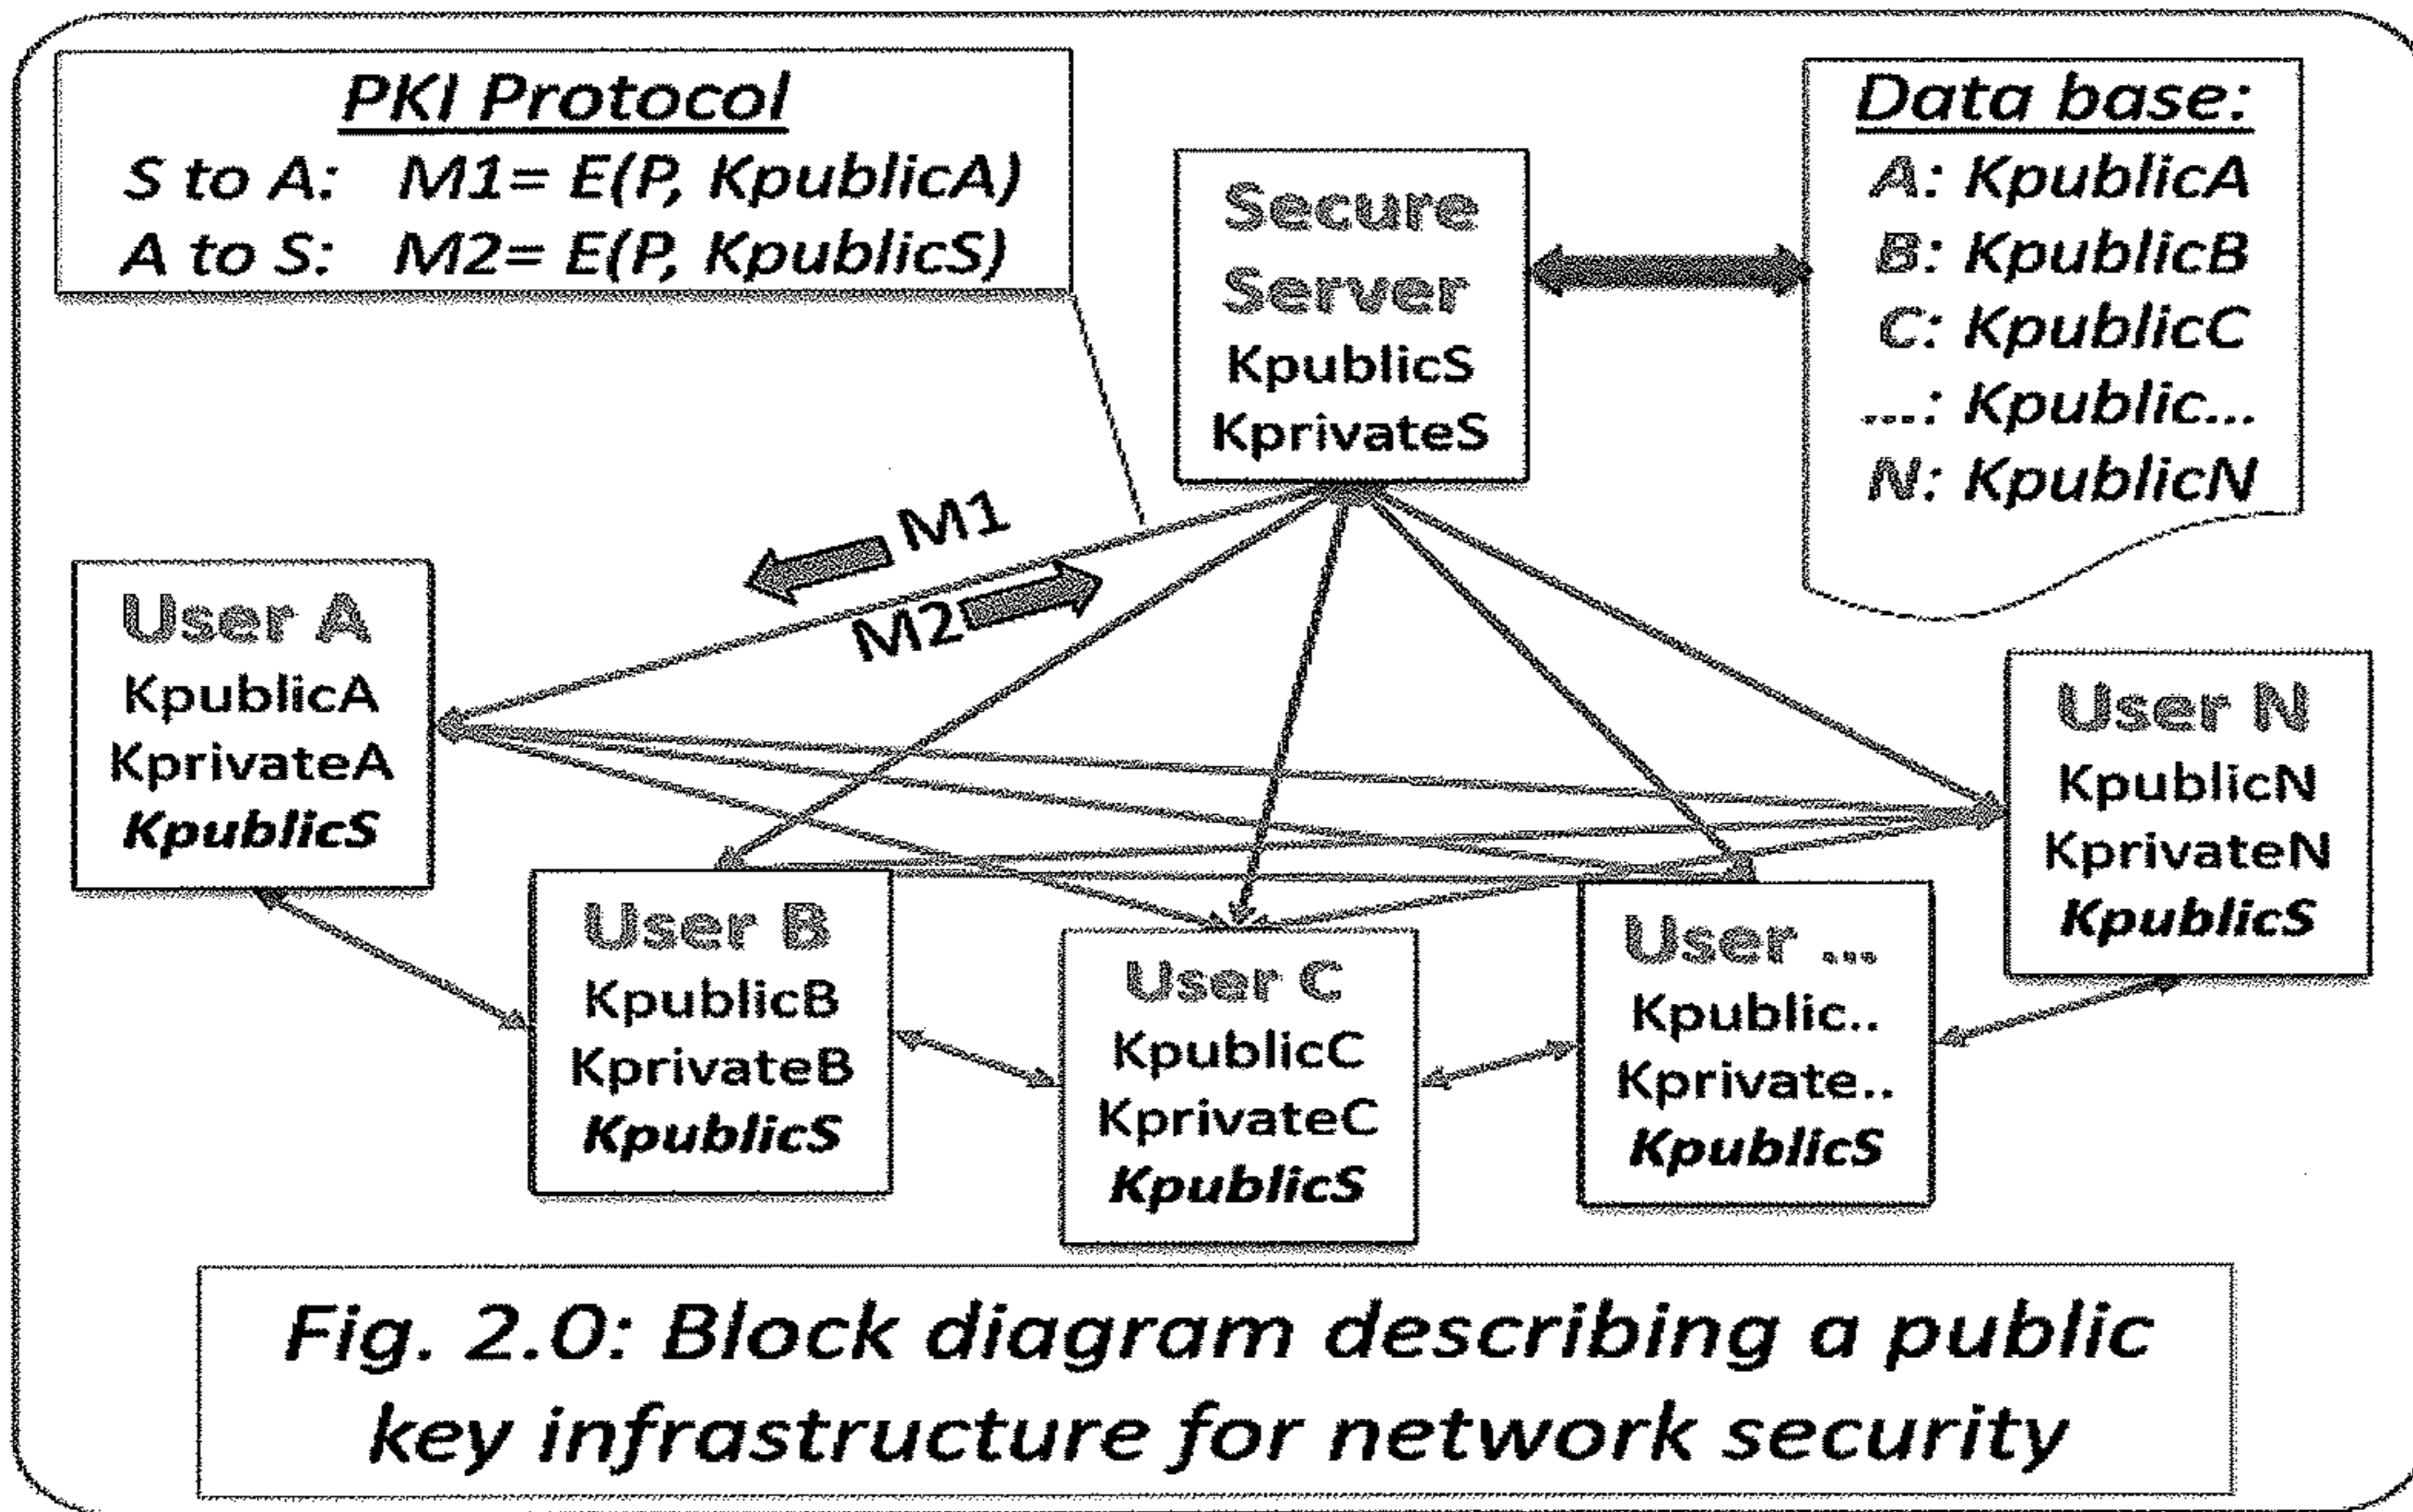 PKI Protocol
S to A: M1= E(P, KpublicA)
A to S: M2= E(P, KpublicS)
Secure
Server
KpublicS
KprivateS
Data base:
A: KpublicA
B: KpublicB
C: KpublicC
...: Kpublic...
N: KpublicN
M1
M2
User A
KpublicA
KprivateA
KpublicS
User B
KpublicB
KprivateB
KpublicS
User C
KpublicC
KprivateC
KpublicS
User ...
Kpublic..
Kprivate..
KpublicS
User N
KpublicN
KprivateN
KpublicS
Fig. 2.0: Block diagram describing a public
key infrastructure for network security